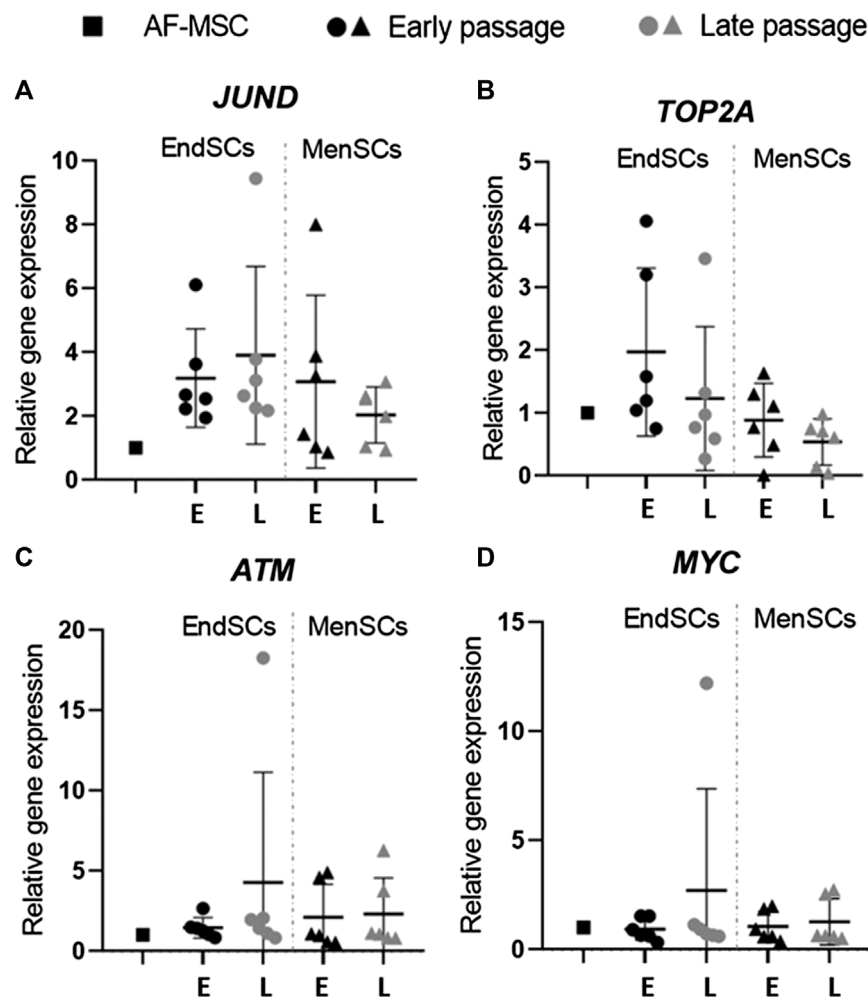 AF-MSC Early passage Late passage
A
JUND
EndSCs MenSCs
Relative gene expression
10
8
6
4
2
0
E L E L
B
TOP2A
EndSCs MenSCs
Relative gene expression
5
4
3
2
1
0
E L E L
C
ATM
EndSCs MenSCs
Relative gene expression
20
15
10
5
0
E L E L
D
MYC
EndSCs MenSCs
Relative gene expression
15
10
5
0
E L E L